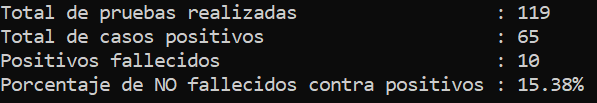 Total de pruebas realizadas : 119
Total de casos positivos : 65
Positivos fallecidos : 10
Porcentaje de NO fallecidos contra positivos : 15.38%